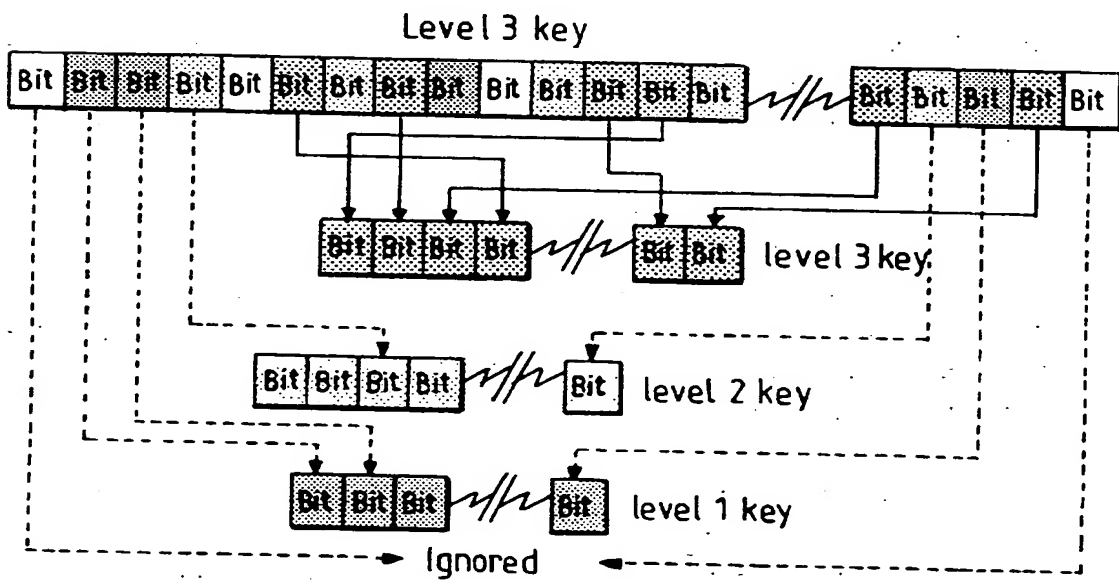 Level 3 key
Bit Bit Bit Bit Bit Bit Bit Bit Bit Bit Bit Bit Bit Bit Bit Bit Bit Bit Bit
Bit Bit Bit Bit Bit Bit level 3 key
Bit Bit Bit Bit Bit level 2 key
Bit Bit Bit Bit level 1 key
Ignored